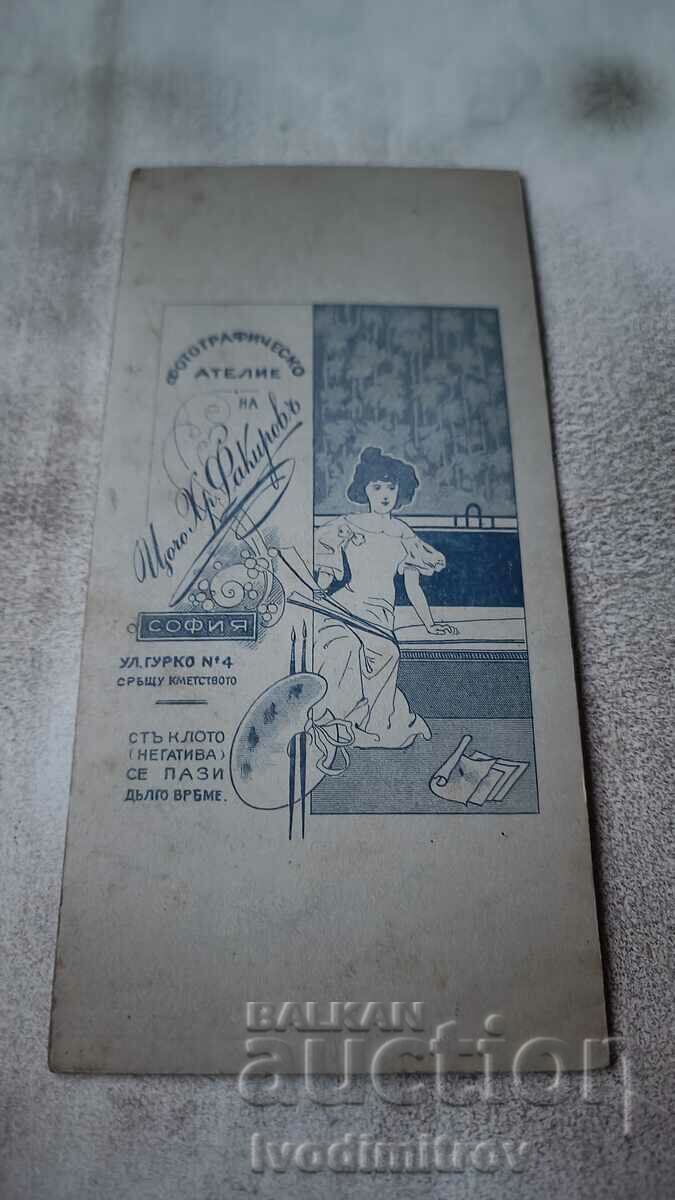 ФОТОГРАФИЧЕСКО
АТЕЛИЕ
НА
Цочо Хр. Факировъ
СОФИЯ
УЛ. ГУРКО № 4
СРѢЩУ КМЕТСТВОТО
СТЪКЛОТО
(НЕГАТИВА)
СЕ ПАЗИ
ДЪЛГО ВРѢМЕ.
BALKAN
auction
Ivodimitrov